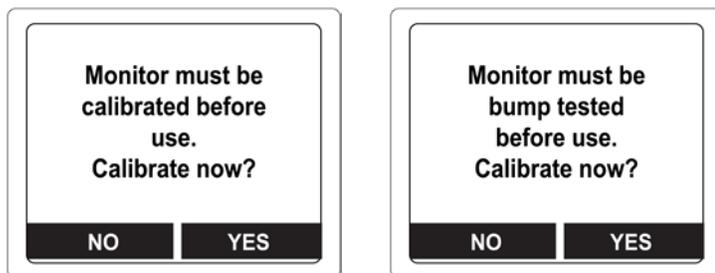 Monitor must be
calibrated before
use.
Calibrate now?
NO YES
Monitor must be
bump tested
before use.
Calibrate now?
NO YES